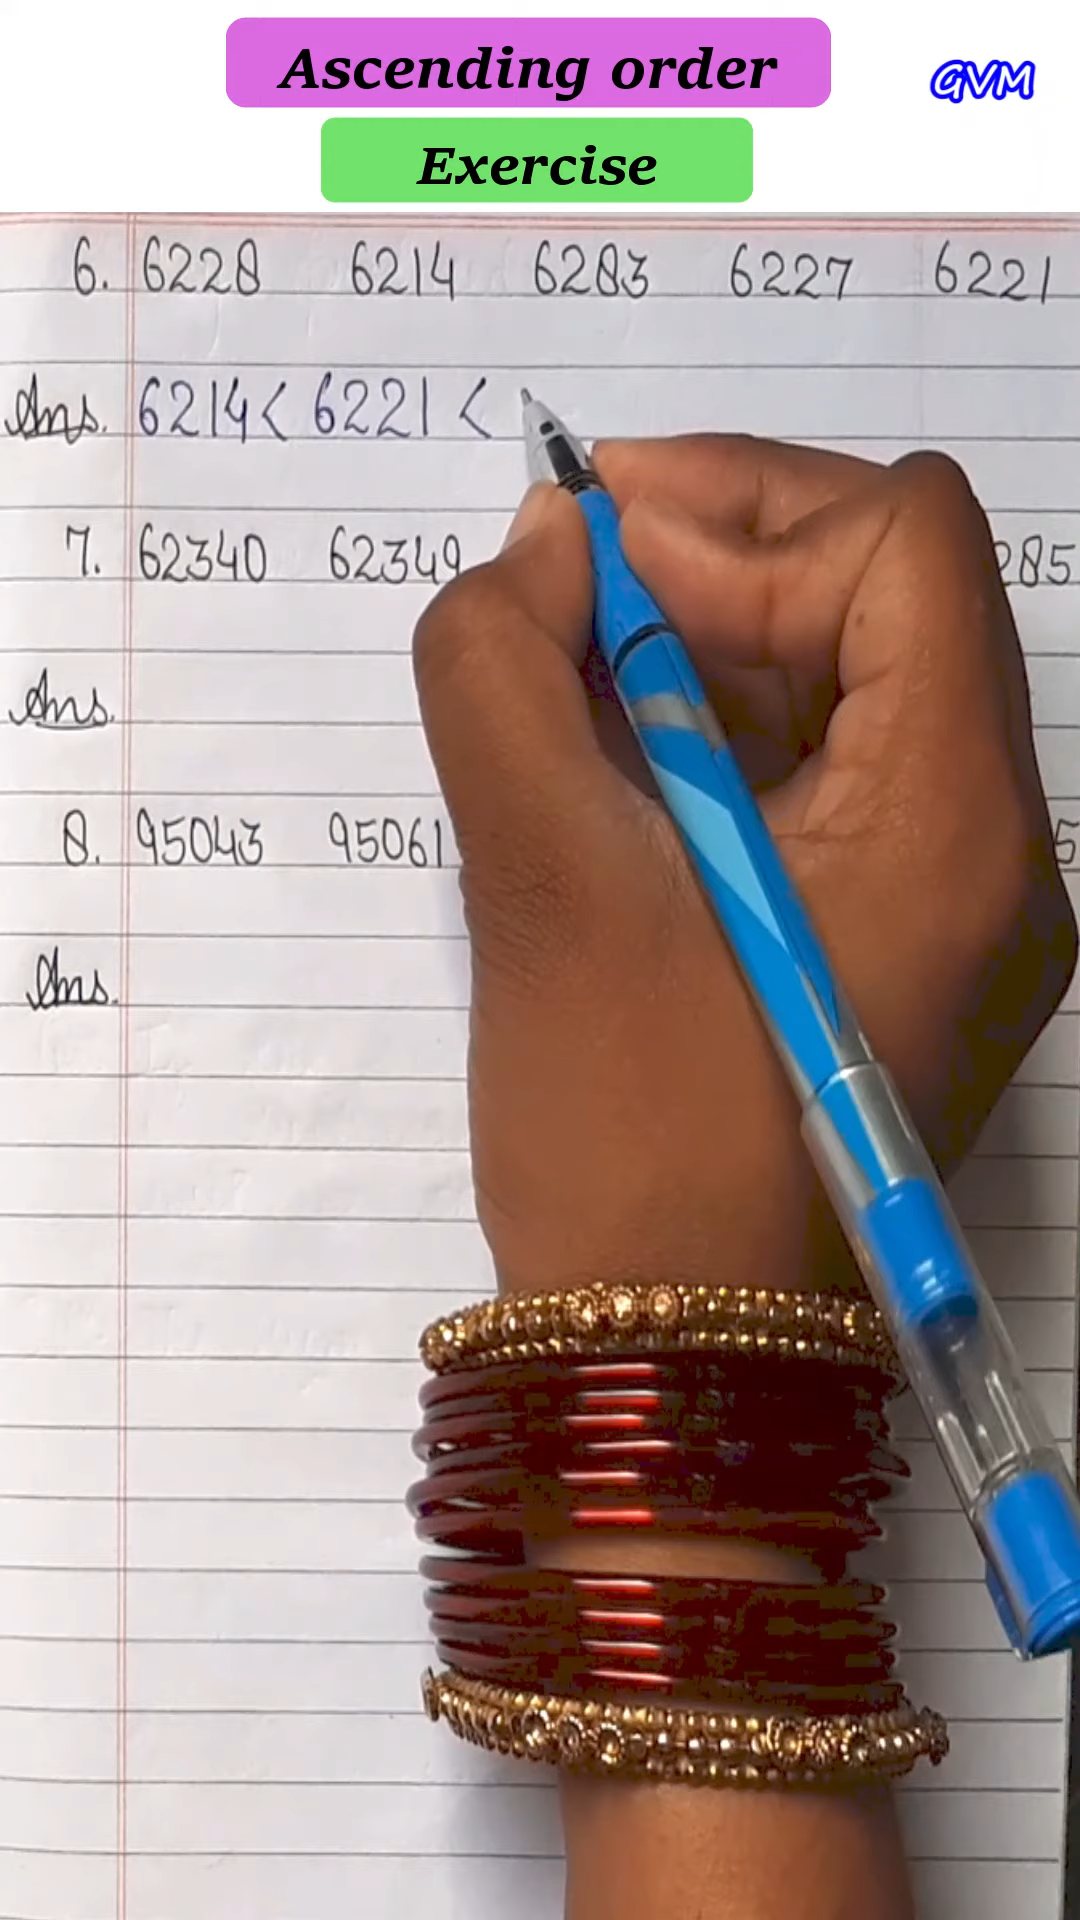 Ascending order
GVM
Exercise
6. 6228 6214 6283 6227 6221
Ans. 6214 < 6221 <
7. 62340 62349 285
Ans.
8. 95043 95061 5
Ans.